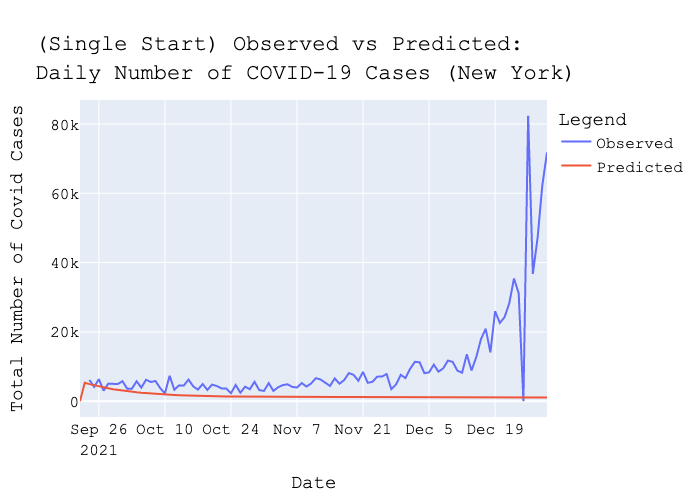 (Single Start) Observed vs Predicted:
Daily Number of COVID-19 Cases (New York)
Total Number of Covid Cases
80k
60k
40k
20k
0
Legend
Observed
Predicted
Sep 26 Oct 10 Oct 24 Nov 7 Nov 21 Dec 5 Dec 19
2021
Date